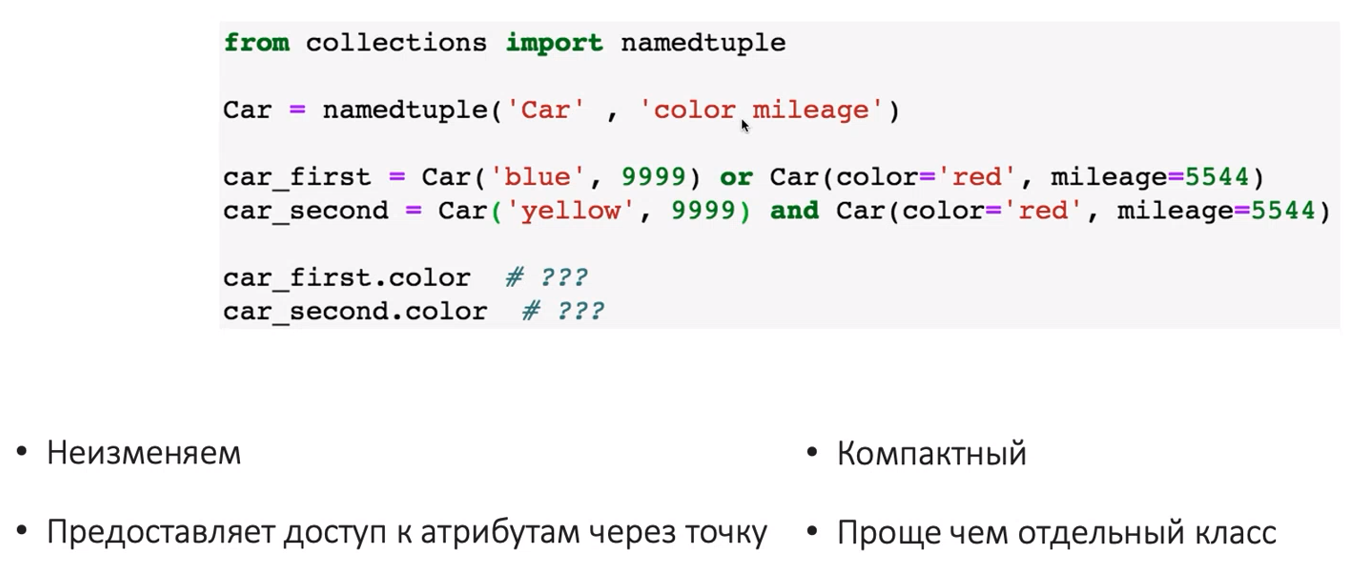 from collections import namedtuple
Car = namedtuple('Car' , 'color mileage')
car_first = Car('blue', 9999) or Car(color='red', mileage=5544)
car_second = Car('yellow', 9999) and Car(color='red', mileage=5544)
car_first.color  # ???
car_second.color  # ???
• Неизменяем
• Предоставляет доступ к атрибутам через точку
• Компактный
• Проще чем отдельный класс